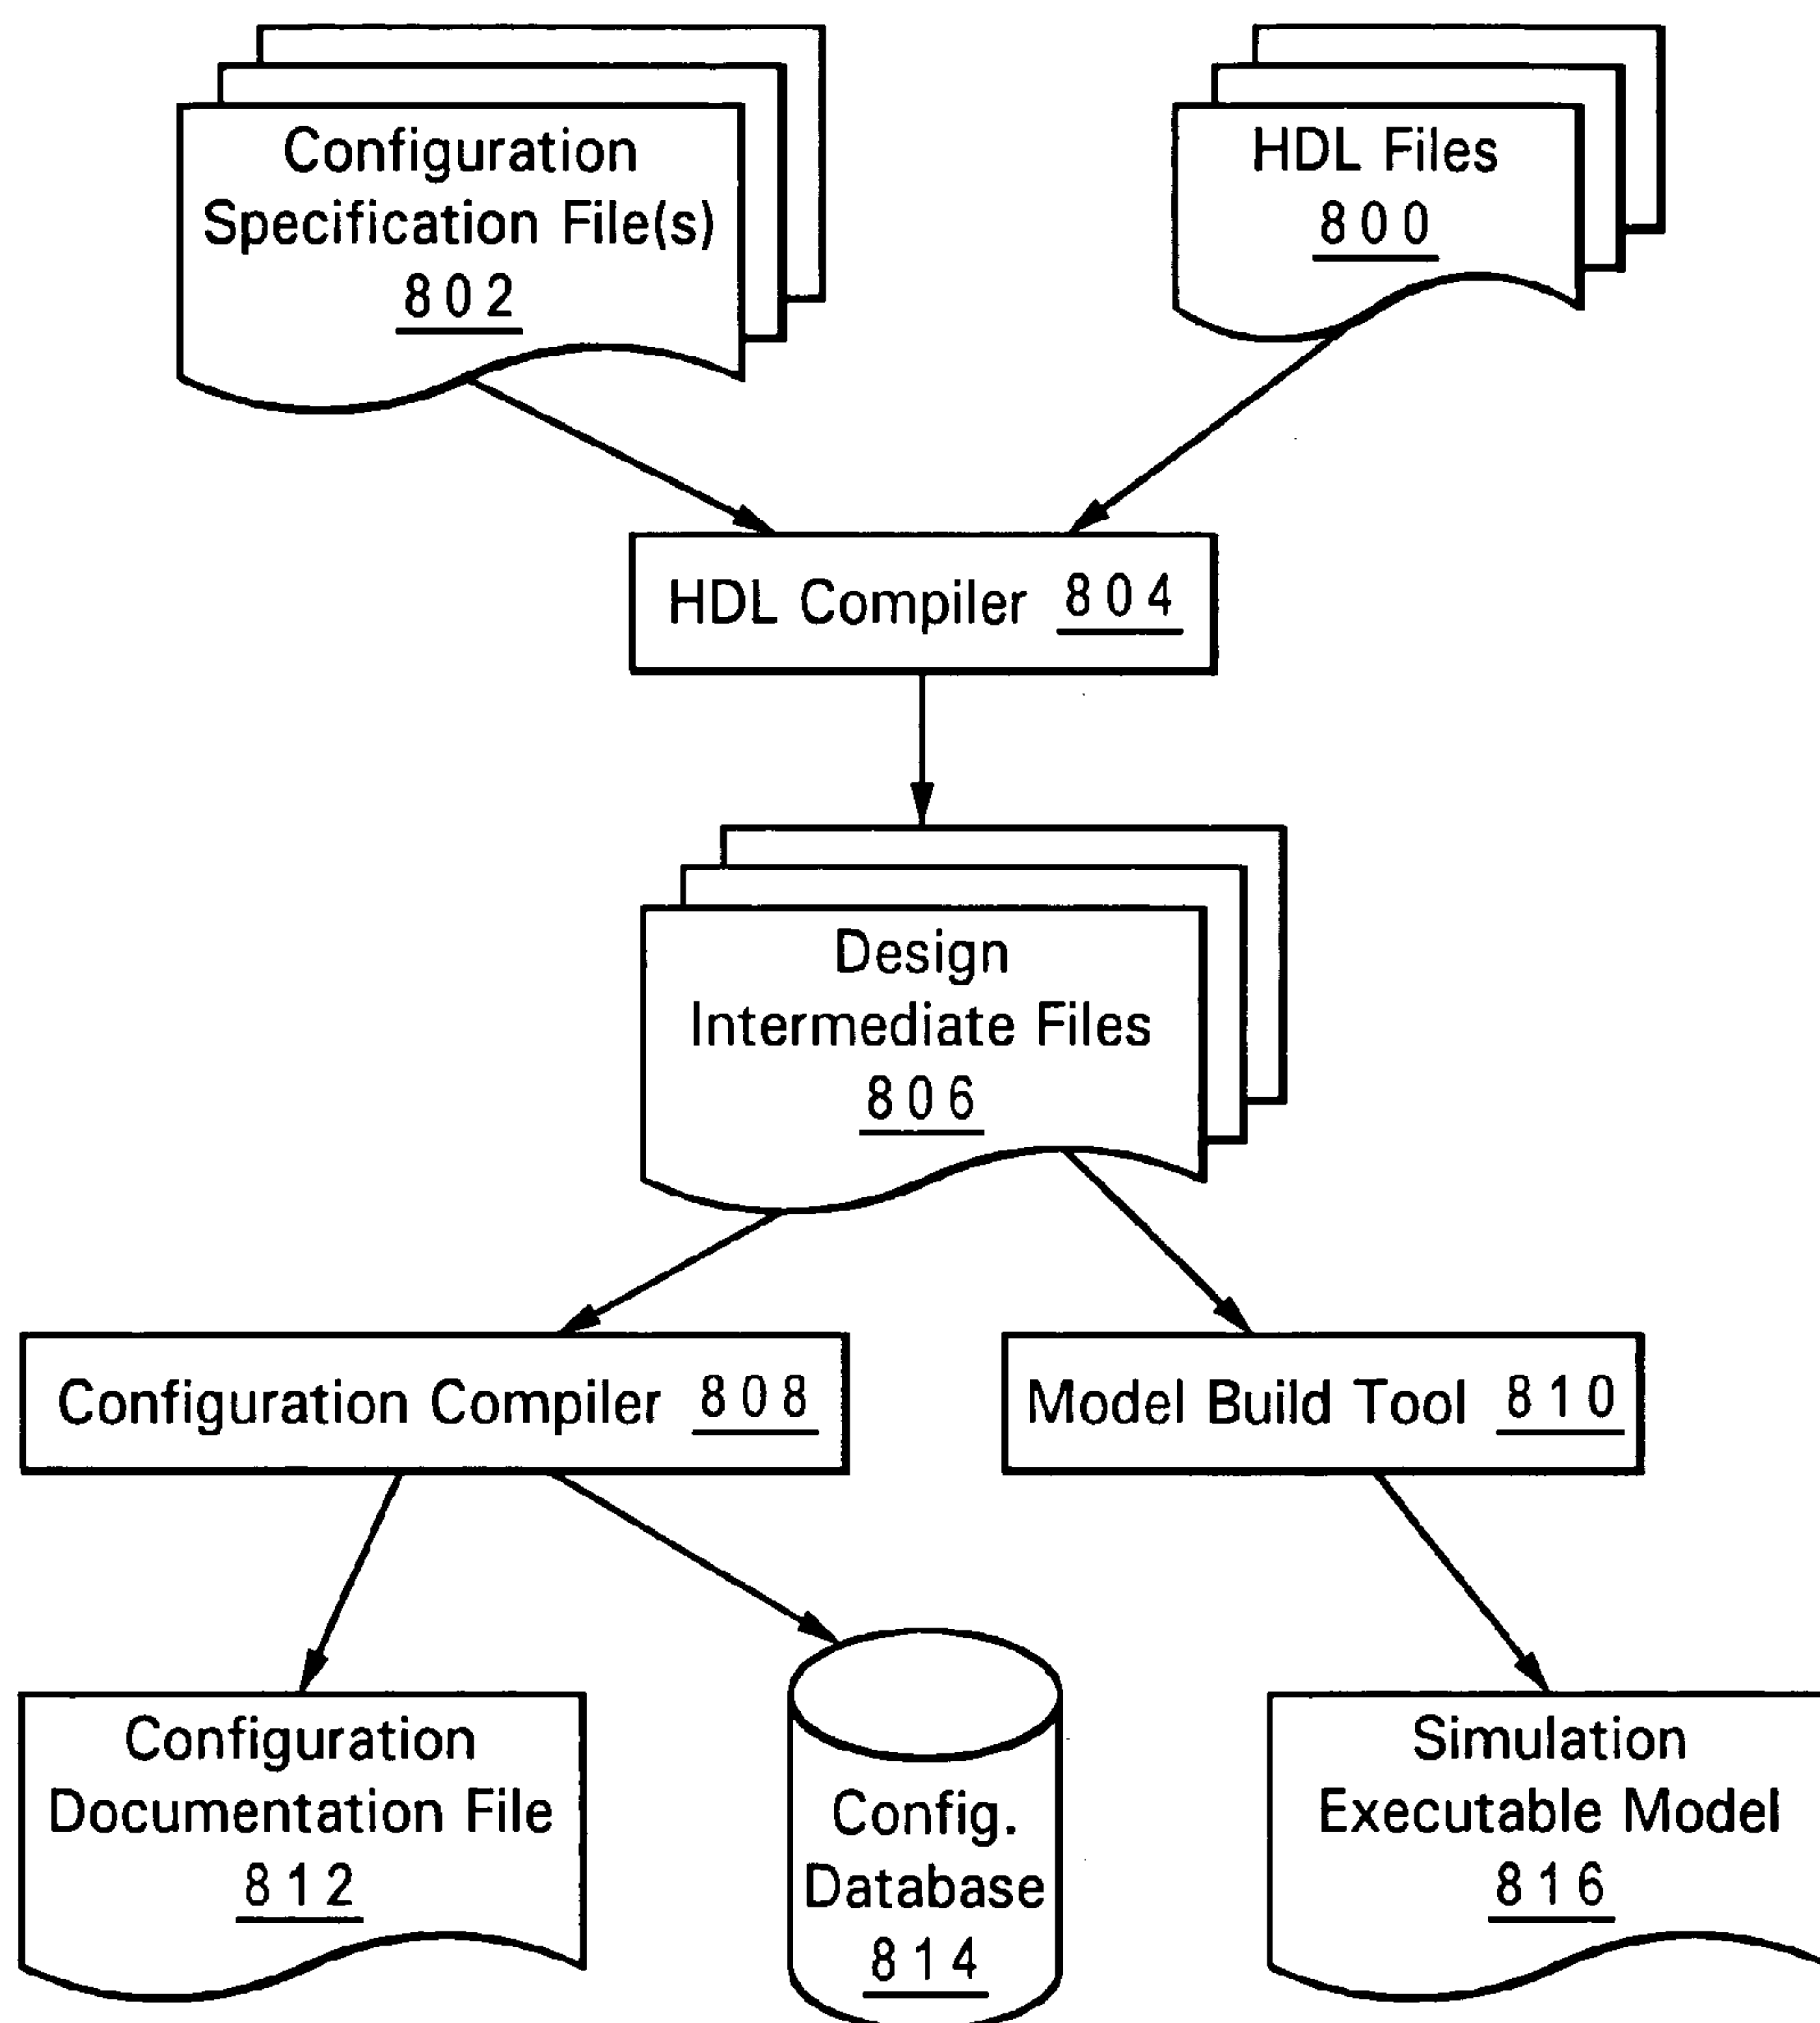 Configuration
Specification File(s)
802
HDL Files
800
HDL Compiler 804
Design
Intermediate Files
806
Configuration Compiler 808
Model Build Tool 810
Configuration
Documentation File
812
Config.
Database
814
Simulation
Executable Model
816